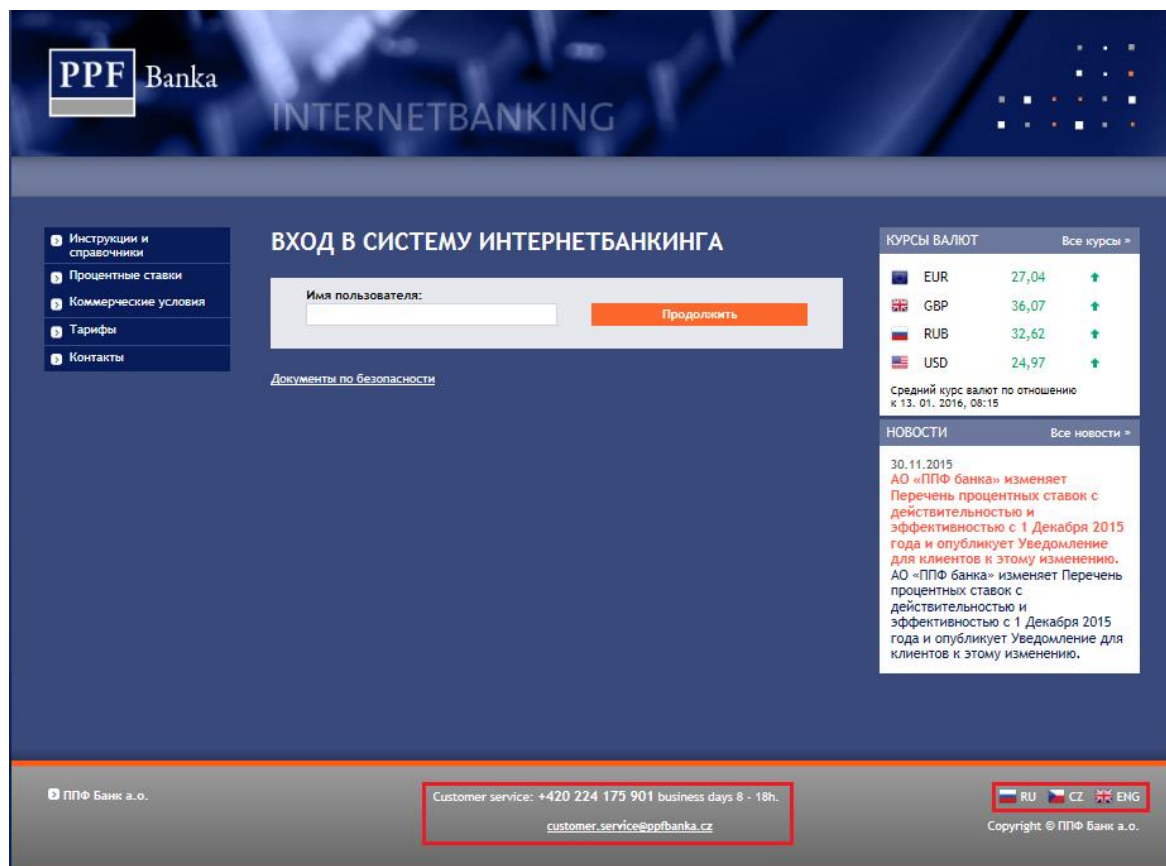 PPF Banka
INTERNETBANKING
Инструкции и
справочники
Процентные ставки
Коммерческие условия
Тарифы
Контакты
ВХОД В СИСТЕМУ ИНТЕРНЕТБАНКИНГА
Имя пользователя:
Продолжить
Документы по безопасности
КУРСЫ ВАЛЮТ Все курсы »
EUR 27,04
GBP 36,07
RUB 32,62
USD 24,97
Средний курс валют по отношению
к 13. 01. 2016, 08:15
НОВОСТИ Все новости »
30.11.2015
АО «ППФ банка» изменяет
Перечень процентных ставок с
действительностью и
эффективностью с 1 Декабря 2015
года и опубликует Уведомление
для клиентов к этому изменению.
АО «ППФ банка» изменяет Перечень
процентных ставок с
действительностью и
эффективностью с 1 Декабря 2015
года и опубликует Уведомление для
клиентов к этому изменению.
ППФ Банк а.о.
Customer service: +420 224 175 901 business days 8 - 18h.
customer.service@ppfbanka.cz
RU CZ ENG
Copyright © ППФ Банк а.о.